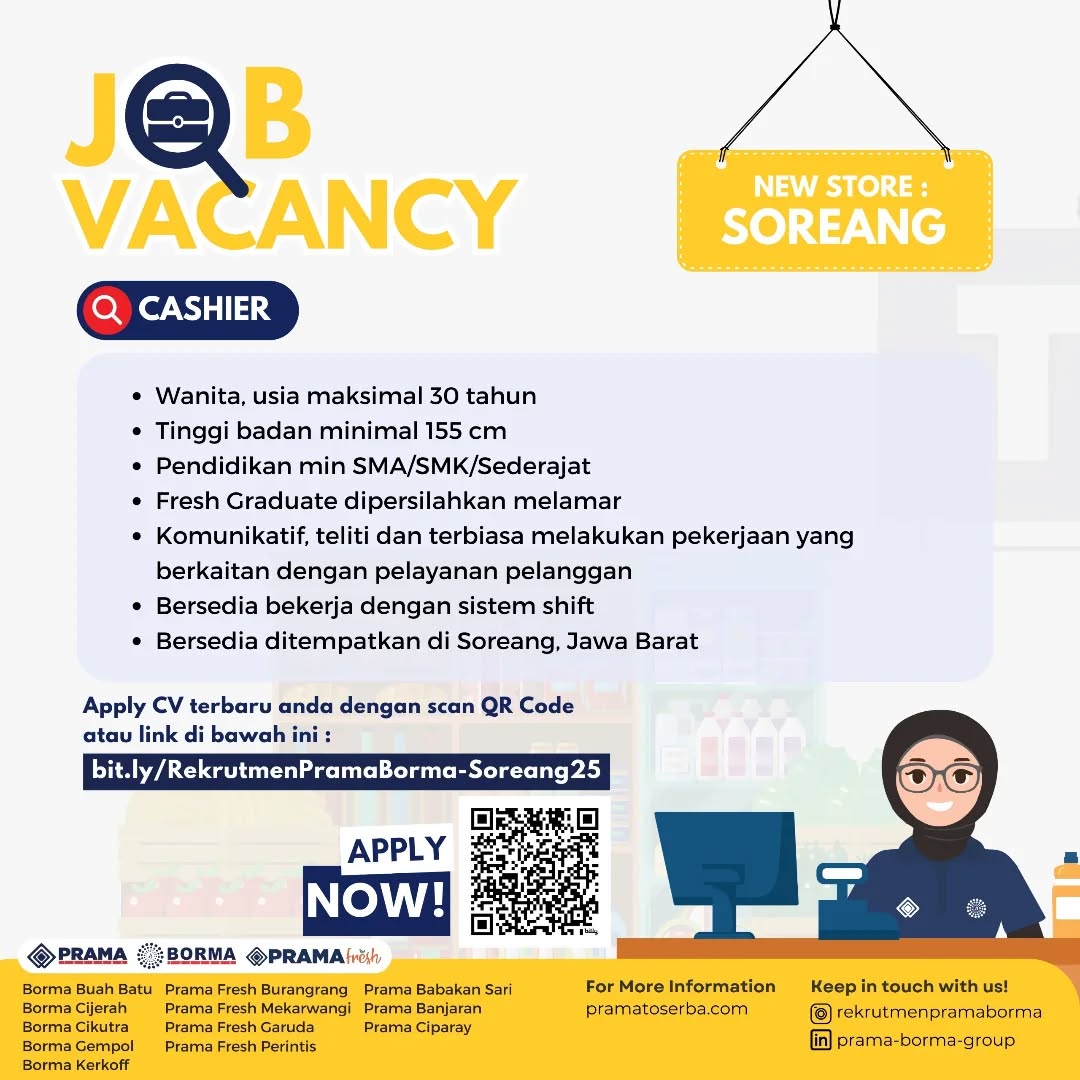 JOB
VACANCY
NEW STORE :
SOREANG
CASHIER
• Wanita, usia maksimal 30 tahun
• Tinggi badan minimal 155 cm
• Pendidikan min SMA/SMK/Sederajat
• Fresh Graduate dipersilahkan melamar
• Komunikatif, teliti dan terbiasa melakukan pekerjaan yang
berkaitan dengan pelayanan pelanggan
• Bersedia bekerja dengan sistem shift
• Bersedia ditempatkan di Soreang, Jawa Barat
Apply CV terbaru anda dengan scan QR Code
atau link di bawah ini :
bit.ly/RekrutmenPramaBorma-Soreang25
APPLY
NOW!
bitly
PRAMA BORMA PRAMA fresh
Borma Buah Batu
Borma Cijerah
Borma Cikutra
Borma Gempol
Borma Kerkoff
Prama Fresh Burangrang
Prama Fresh Mekarwangi
Prama Fresh Garuda
Prama Fresh Perintis
Prama Babakan Sari
Prama Banjaran
Prama Ciparay
For More Information
pramatoserba.com
Keep in touch with us!
rekrutmenpramaborma
prama-borma-group